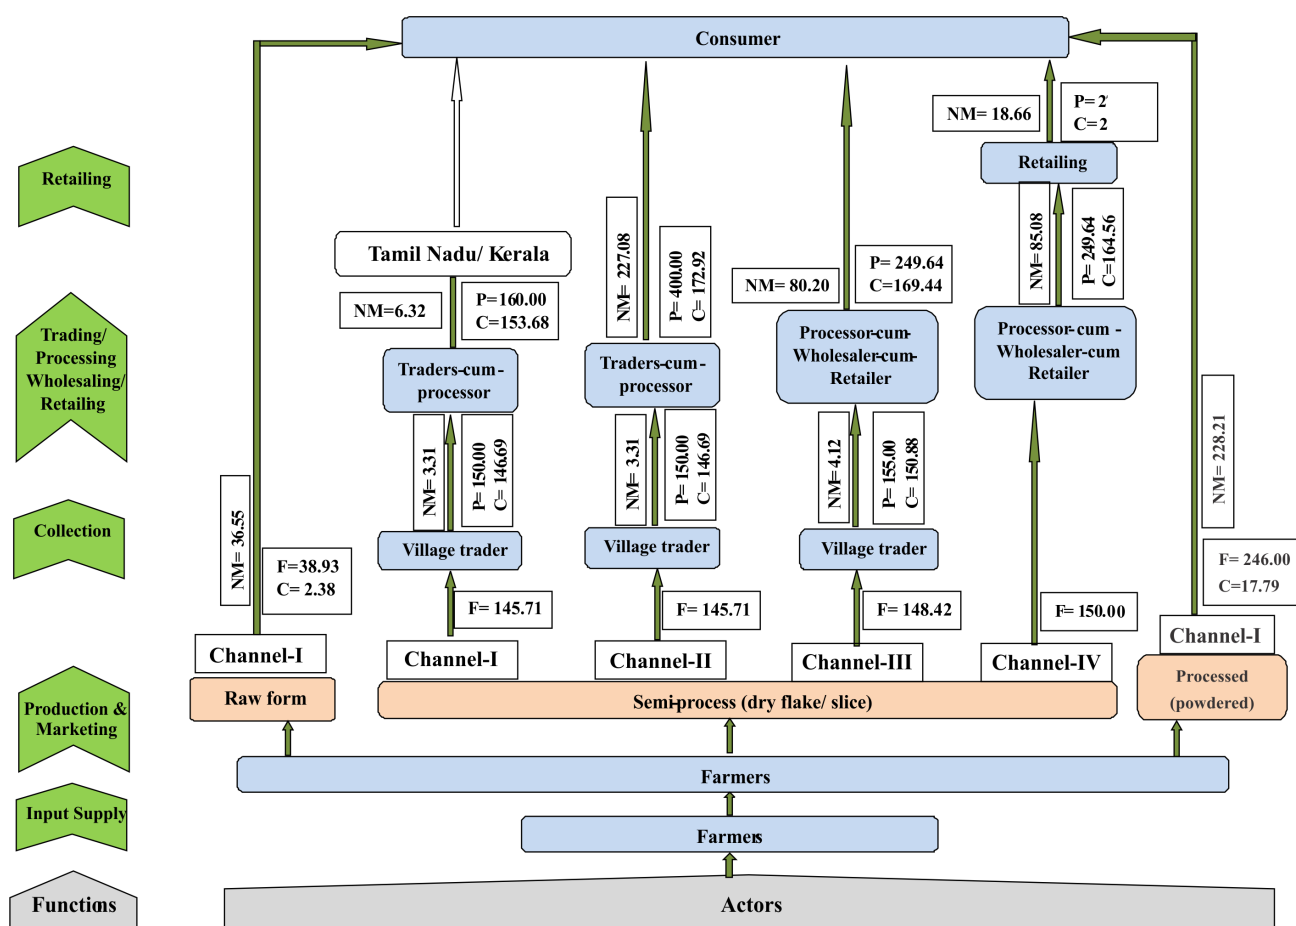 Consumer
NM= 18.66
P= 2
C= 2
Retailing
Retailing
NM= 85.08
P= 249.64
C= 164.56
Tamil Nadu/ Kerala
NM=6.32
P=160.00
C=153.68
NM= 227.08
P= 400.00
C= 172.92
NM= 80.20
P= 249.64
C=169.44
Trading/
Processing
Wholesaling/
Retailing
Traders-cum-
processor
Traders-cum-
processor
Processor-cum-
Wholesaler-cum-
Retailer
Processor-cum -
Wholesaler-cum
Retailer
NM= 3.31
P= 150.00
C= 146.69
NM= 3.31
P= 150.00
C= 146.69
NM= 4.12
P= 155.00
C= 150.88
NM= 228.21
Collection
NM= 36.55
F=38.93
C= 2.38
Village trader
Village trader
Village trader
F= 246.00
C=17.79
F= 145.71
F= 145.71
F= 148.42
F= 150.00
Channel-I
Channel-I
Channel-II
Channel-III
Channel-IV
Channel-I
Production &
Marketing
Raw form
Semi-process (dry flake/ slice)
Processed
(powdered)
Farmers
Input Supply
Farmers
Functions
Actors